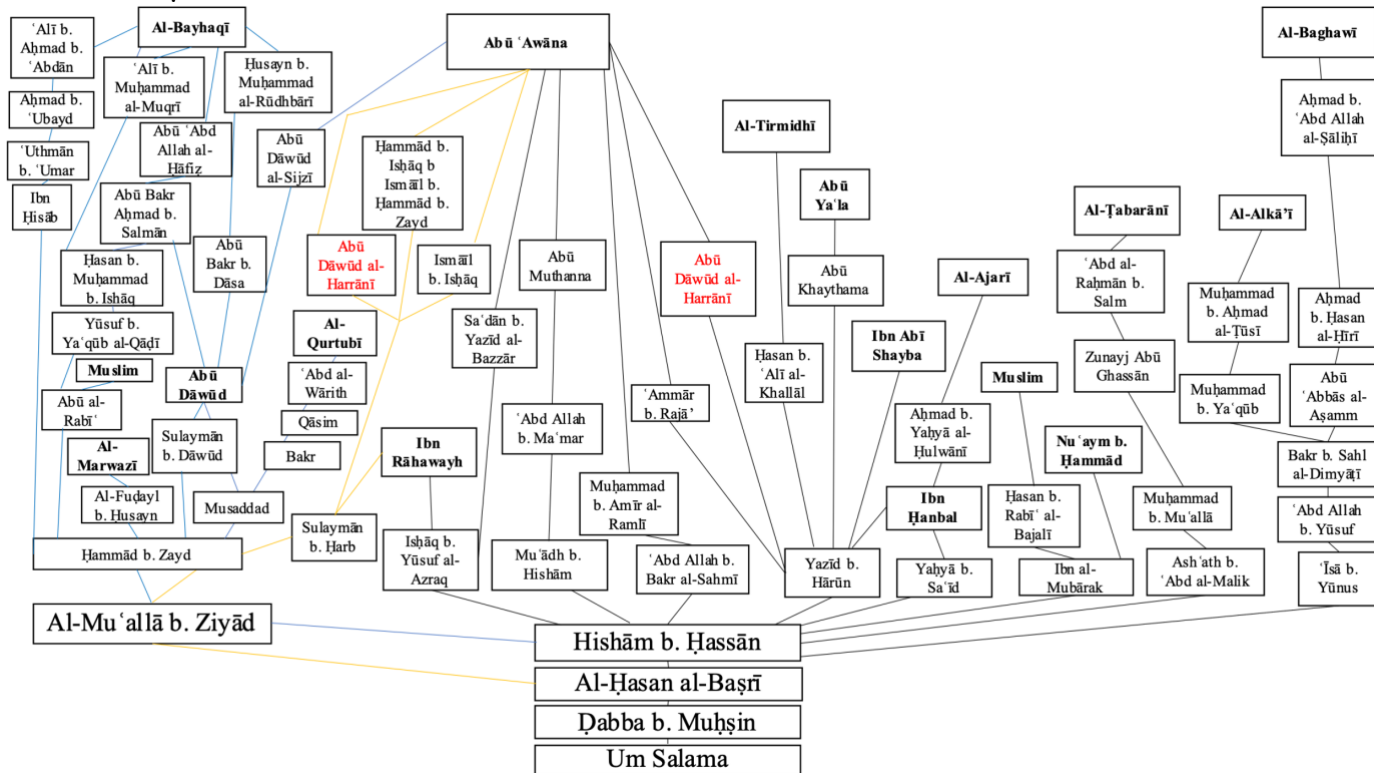 ʿAlī b.
Aḥmad b.
ʿAbdān
Al-Bayhaqī
Abū ʿAwāna
Al-Baghawī
ʿAlī b.
Muḥammad
al-Muqrī
Ḥusayn b.
Muḥammad
al-Rūdhbārī
Aḥmad b.
ʿUbayd
Abū ʿAbd
Allah al-
Ḥāfiẓ
Abū
Dāwūd
al-Sijzī
Ḥammād b.
Isḥāq b
Ismāīl b.
Ḥammād b.
Zayd
Al-Tirmidhī
Aḥmad b.
ʿAbd Allah
al-Ṣāliḥī
ʿUthmān
b. ʿUmar
Ibn
Ḥisāb
Abū Bakr
Aḥmad b.
Salmān
Abū
Yaʿla
Al-Ṭabarānī
Al-Alkāʾī
Ḥasan b.
Muḥammad
b. Isḥāq
Abū
Bakr b.
Dāsa
Abū
Dāwūd al-
Harrānī
Ismāīl
b. Isḥāq
Abū
Muthanna
Abū
Dāwūd al-
Harrānī
Abū
Khaythama
Al-Ajarī
ʿAbd al-
Raḥmān b.
Salm
Muḥammad
b. Aḥmad
al-Ṭūsī
Aḥmad
b. Ḥasan
al-Ḥīrī
Yūsuf b.
Yaʿqūb al-Qāḍī
Al-
Qurtubī
Saʿdān b.
Yazīd al-
Bazzār
Ḥasan b.
ʿAlī al-
Khallāl
Ibn Abī
Shayba
Zunayj Abū
Ghassān
Muslim
Abū
Dāwūd
ʿAbd al-
Wārith
ʿAmmār
b. Rajāʾ
Muslim
Muḥammad
b. Yaʿqūb
Abū
ʿAbbās al-
Aṣamm
Abū al-
Rabīʿ
Sulaymān
b. Dāwūd
Qāsim
ʿAbd Allah
b. Maʿmar
Aḥmad b.
Yaḥyā al-
Ḥulwānī
Al-
Marwazī
Bakr
Ibn
Rāhawayh
Nuʿaym b.
Ḥammād
Bakr b. Sahl
al-Dimyāṭī
Al-Fuḍayl
b. Ḥusayn
Musaddad
Muḥammad
b. Amīr al-
Ramlī
Ibn
Ḥanbal
Ḥasan b.
Rabīʿ al-
Bajalī
Muḥammad
b. Muʿallā
ʿAbd Allah
b. Yūsuf
Ḥammād b. Zayd
Sulaymān
b. Ḥarb
Isḥāq b.
Yūsuf al-
Azraq
Muʿādh b.
Hishām
ʿAbd Allah b.
Bakr al-Sahmī
Yazīd b.
Hārūn
Yaḥyā b.
Saʿīd
Ibn al-
Mubārak
Ashʿath b.
ʿAbd al-Malik
ʿĪsā b.
Yūnus
Al-Muʿallā b. Ziyād
Hishām b. Ḥassān
Al-Ḥasan al-Baṣrī
Ḍabba b. Muḥṣin
Um Salama